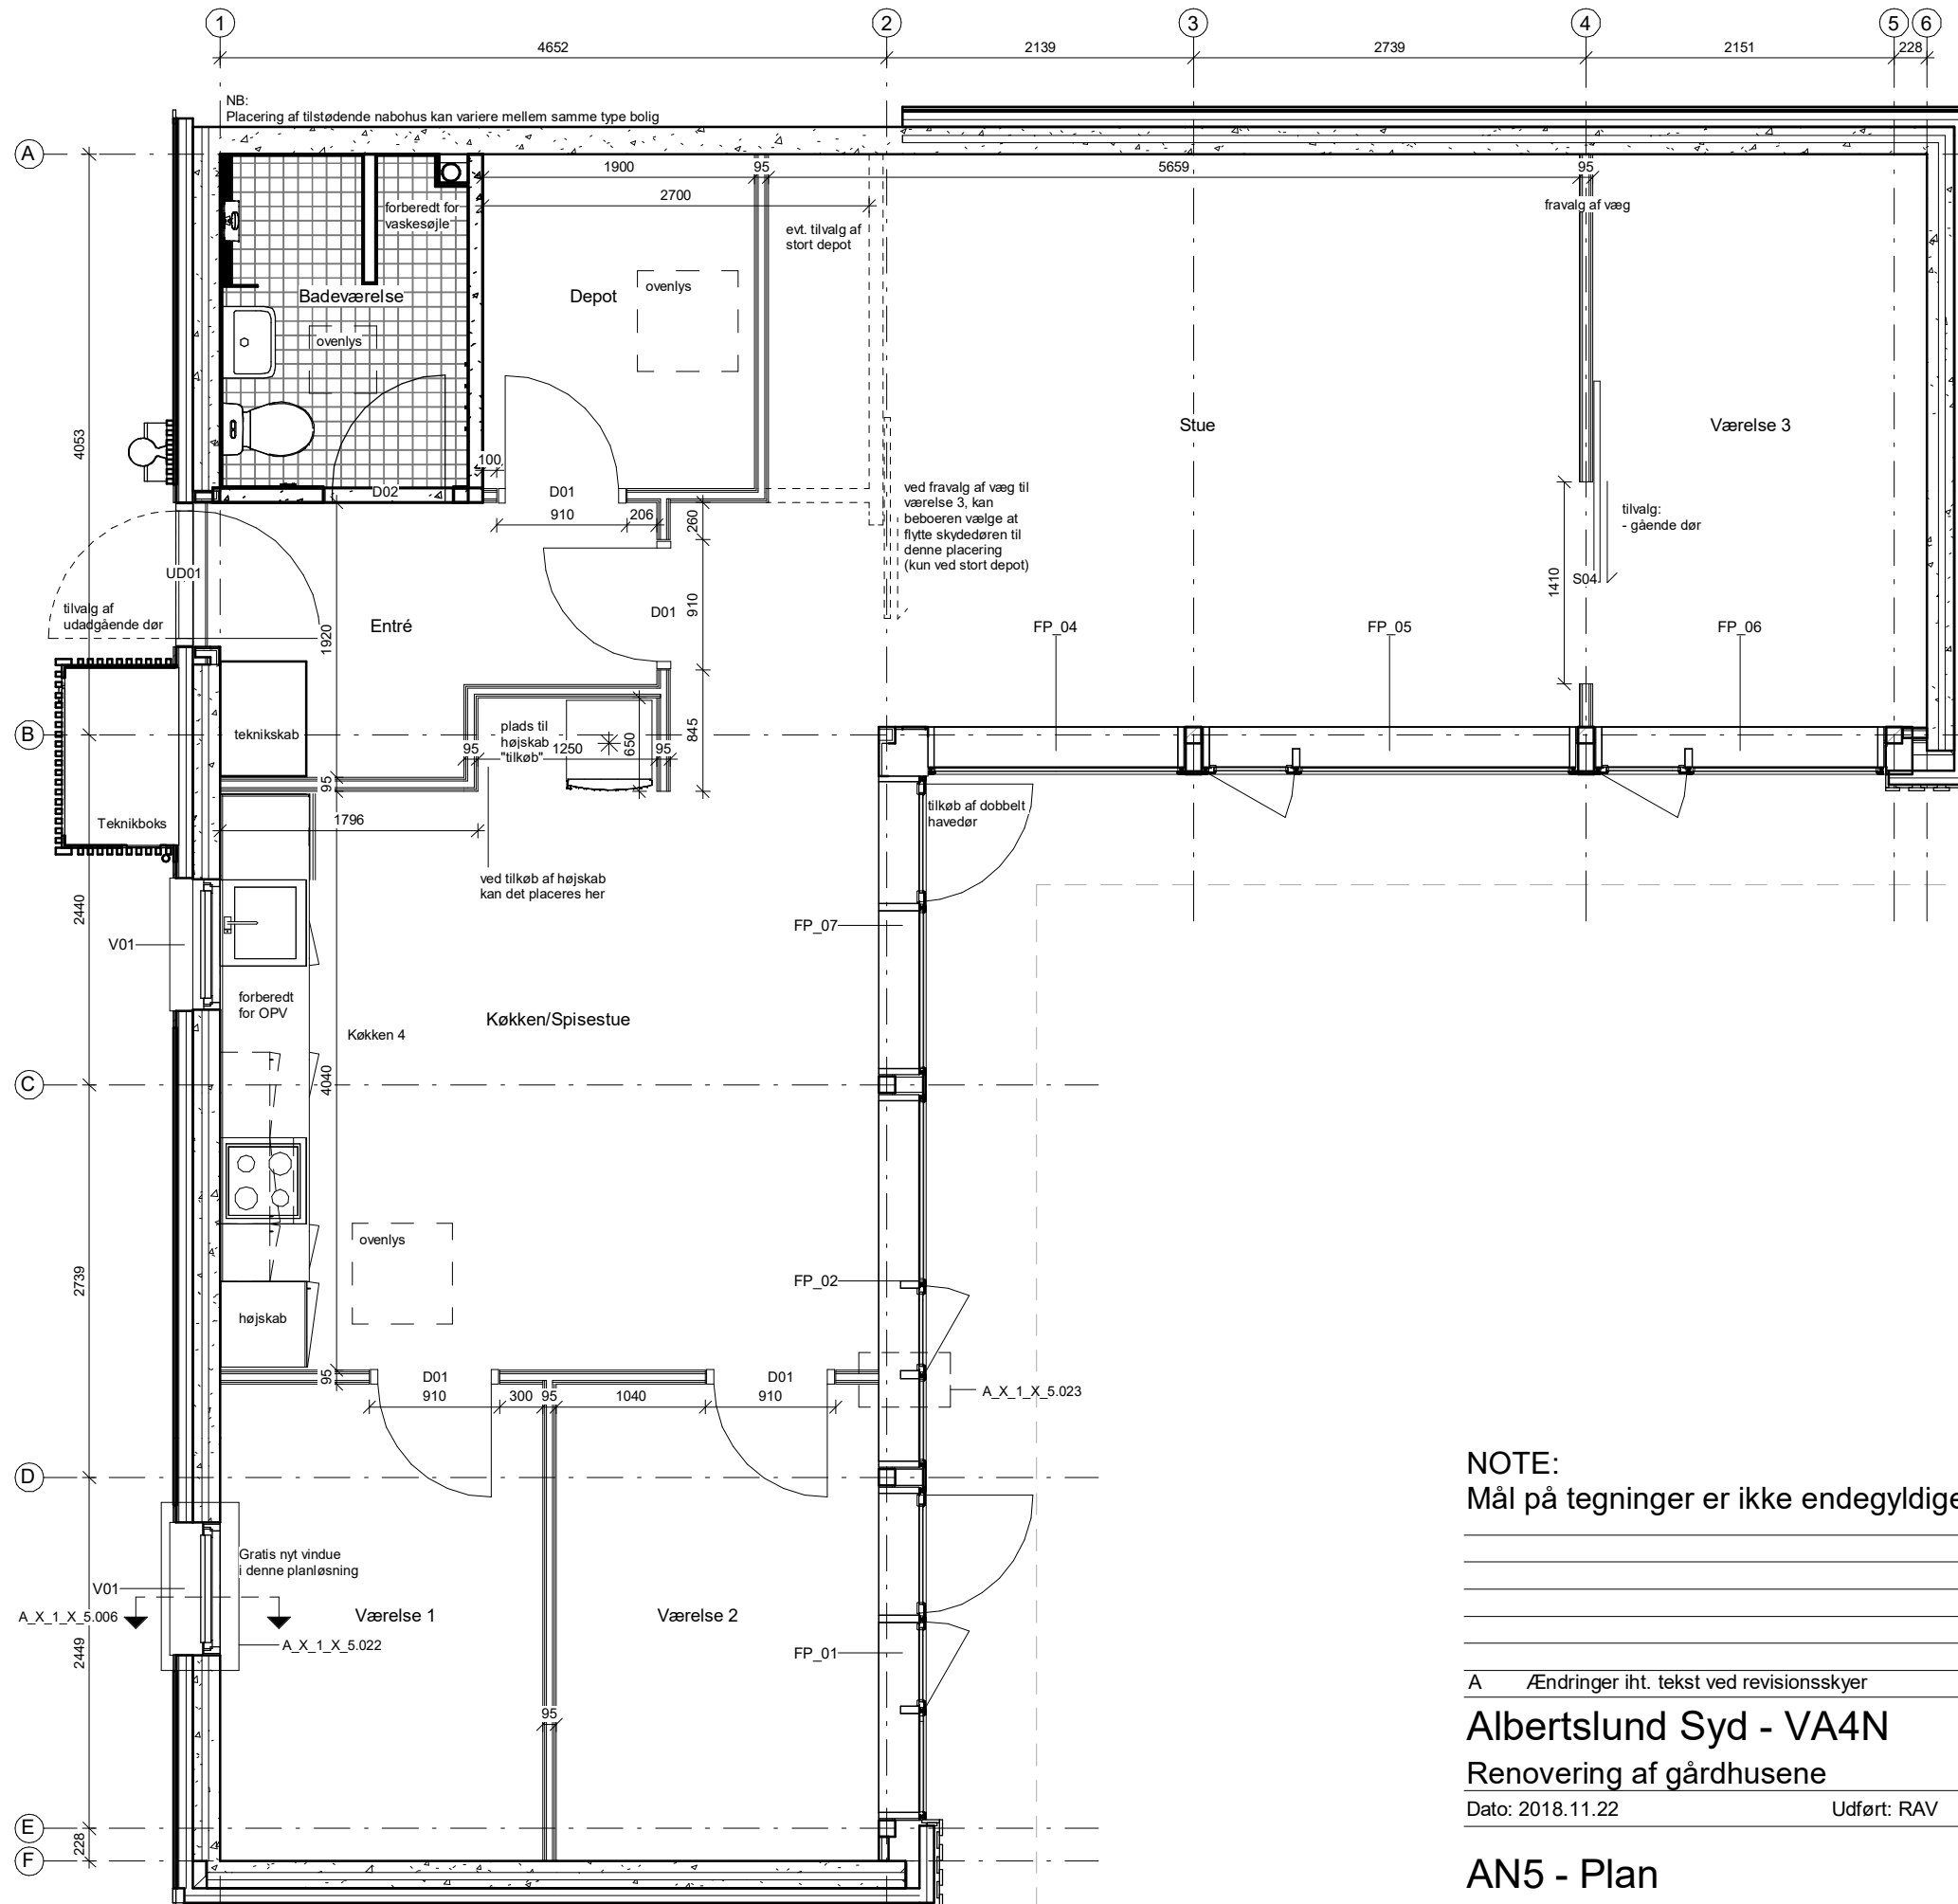 1
2
3
4
5
6
4652
2139
2739
2151
228
NB:
Placering af tilstødende nabohus kan variere mellem samme type bolig
A
1900
95
5659
95
2700
forberedt for
vaskesøjle
evt. tilvalg af
stort depot
fravalg af væg
ovenlys
Badeværelse
Depot
ovenlys
Stue
Værelse 3
4053
100
D02
D01
910
206
260
ved fravalg af væg til
værelse 3, kan
beboeren vælge at
flytte skydedøren til
denne placering
(kun ved stort depot)
tilvalg:
- gående dør
UD01
1410
S04
tilvalg af
udadgående dør
Entré
1920
D01
910
FP_04
FP_05
FP_06
B
teknikskab
plads til
højskab
"tilkøb"
95
1250
650
95
845
95
Teknikboks
1796
tilkøb af dobbelt
havedør
ved tilkøb af højskab
kan det placeres her
2440
V01
FP_07
forberedt
for OPV
Køkken 4
Køkken/Spisestue
C
4040
ovenlys
2739
FP_02
højskab
95
D01
910
300
95
1040
D01
910
A_X_1_X_5.023
D
Gratis nyt vindue
i denne planløsning
V01
A_X_1_X_5.006
A_X_1_X_5.022
Værelse 1
Værelse 2
2449
FP_01
95
E
228
F
NOTE:
Mål på tegninger er ikke endegyldige
A Ændringer iht. tekst ved revisionsskyer
Albertslund Syd - VA4N
Renovering af gårdhusene
Dato: 2018.11.22 Udført: RAV
AN5 - Plan